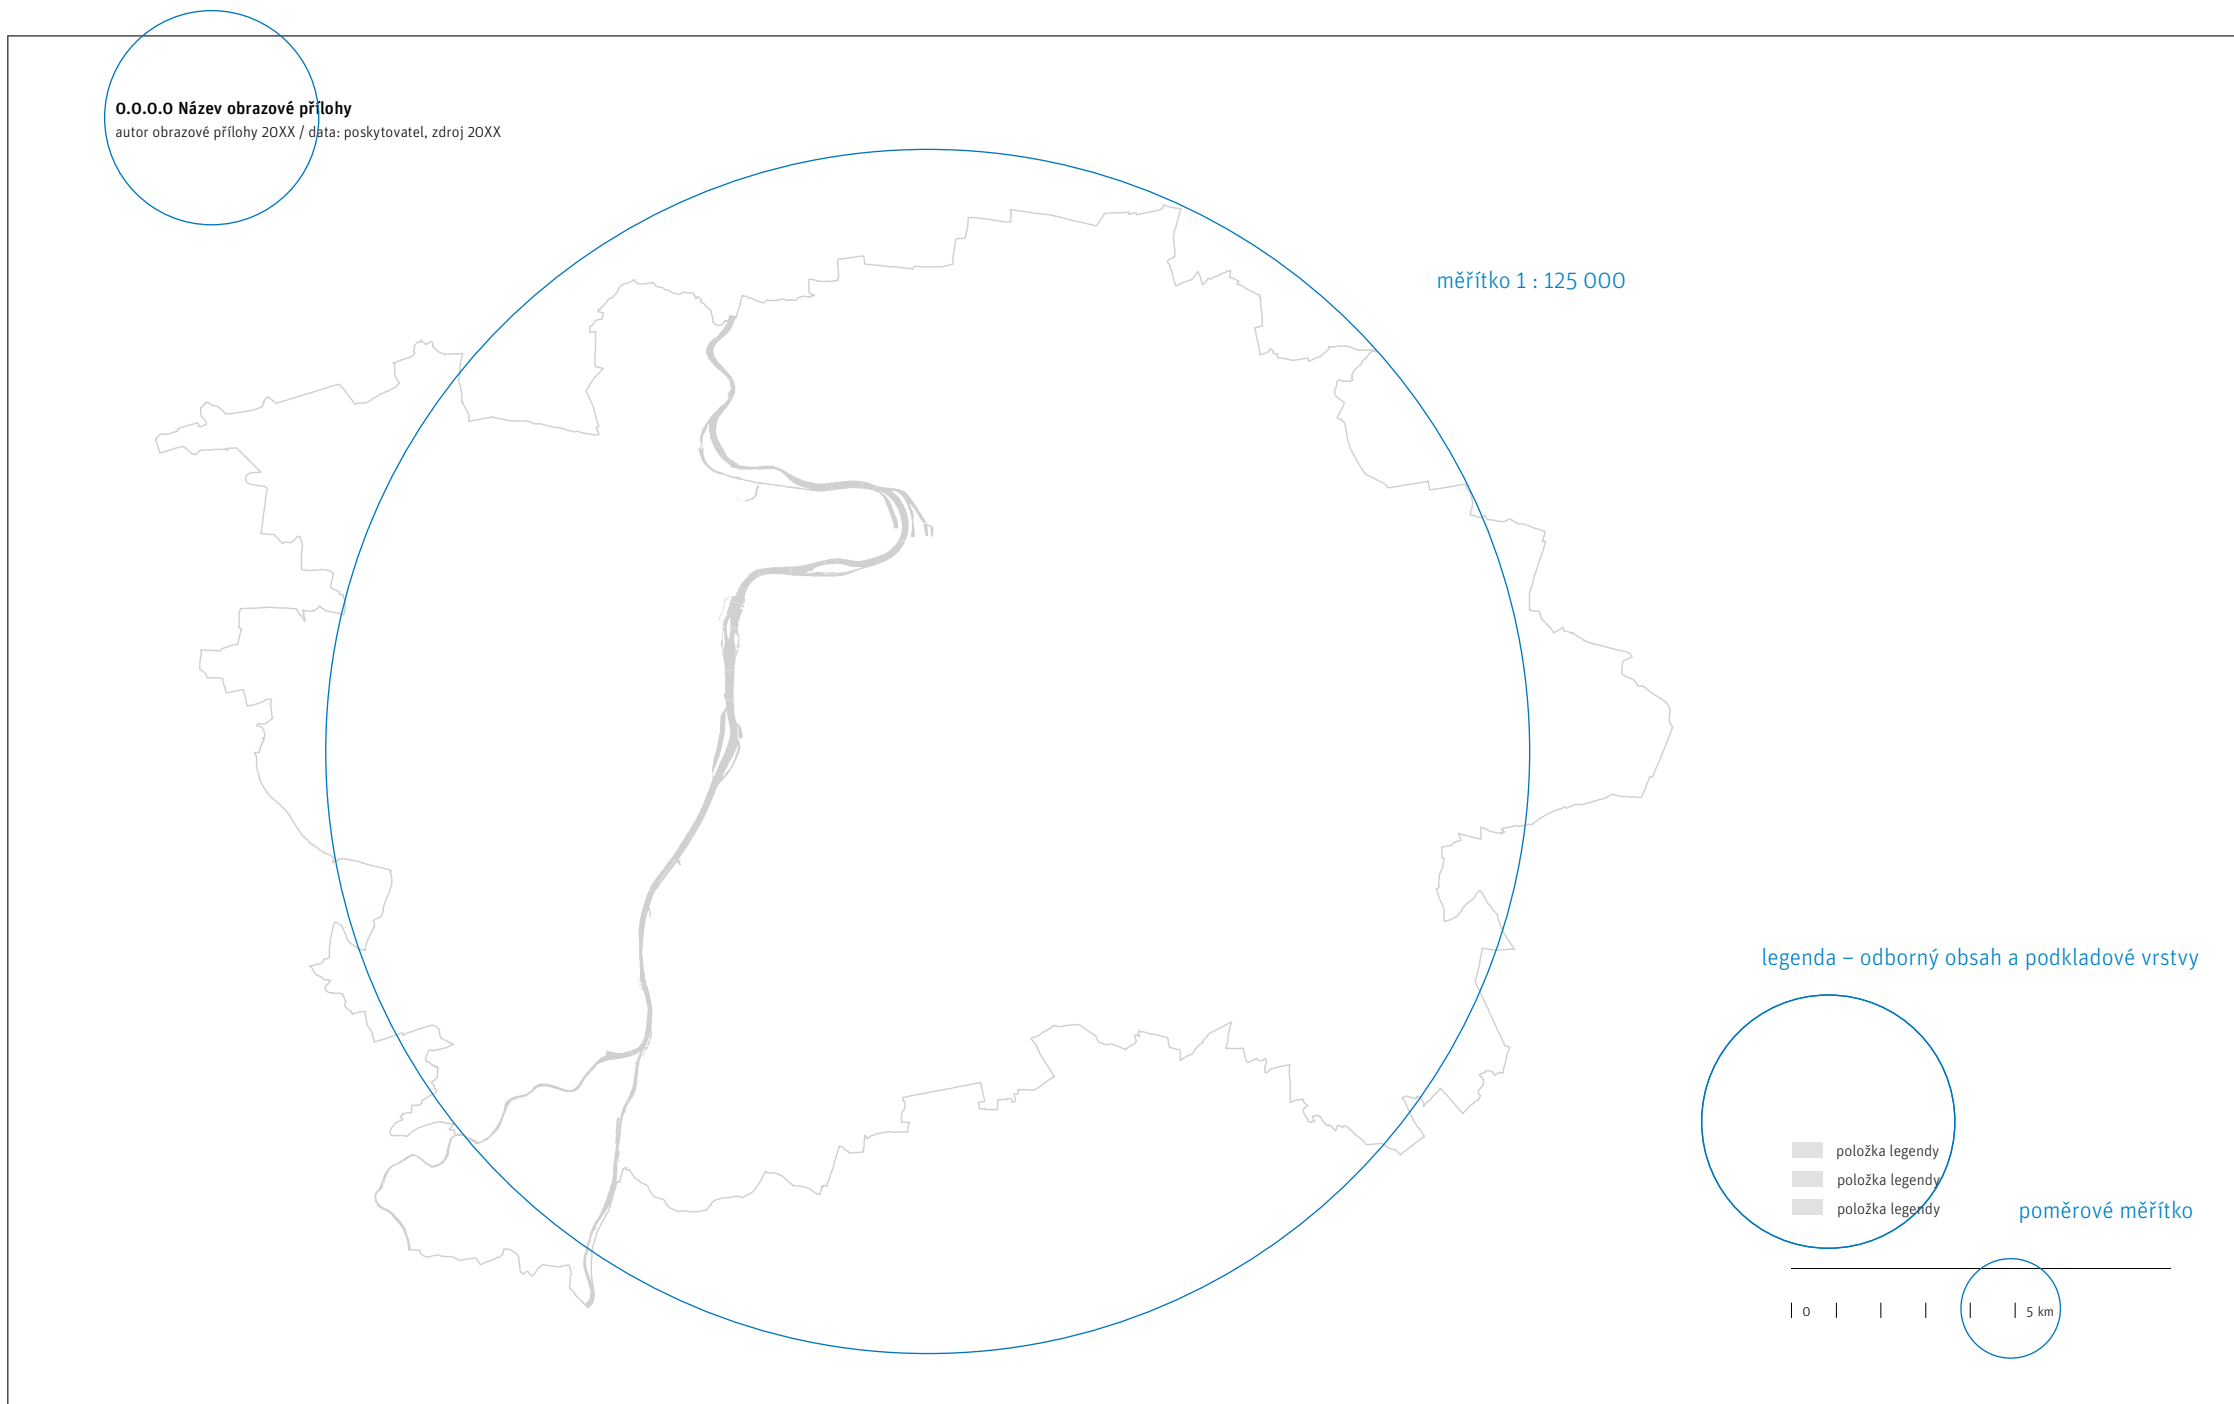 0.0.0.0 Název obrazové přílohy
autor obrazové přílohy 20XX / data: poskytovatel, zdroj 20XX
měřítko 1 : 125 000
legenda – odborný obsah a podkladové vrstvy
položka legendy
položka legendy
položka legendy
poměrové měřítko
0 5 km